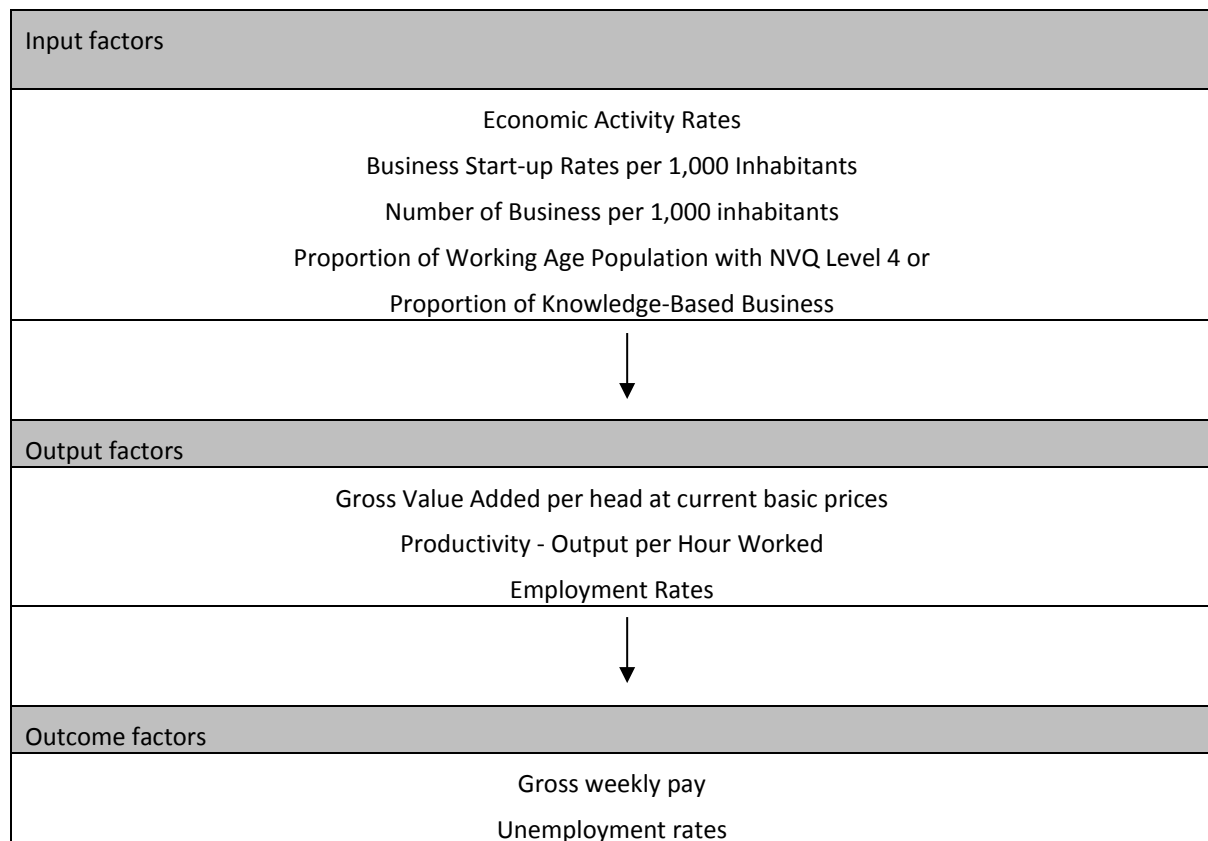 Input factors
Economic Activity Rates
Business Start-up Rates per 1,000 Inhabitants
Number of Business per 1,000 inhabitants
Proportion of Working Age Population with NVQ Level 4 or
Proportion of Knowledge-Based Business
Output factors
Gross Value Added per head at current basic prices
Productivity - Output per Hour Worked
Employment Rates
Outcome factors
Gross weekly pay
Unemployment rates